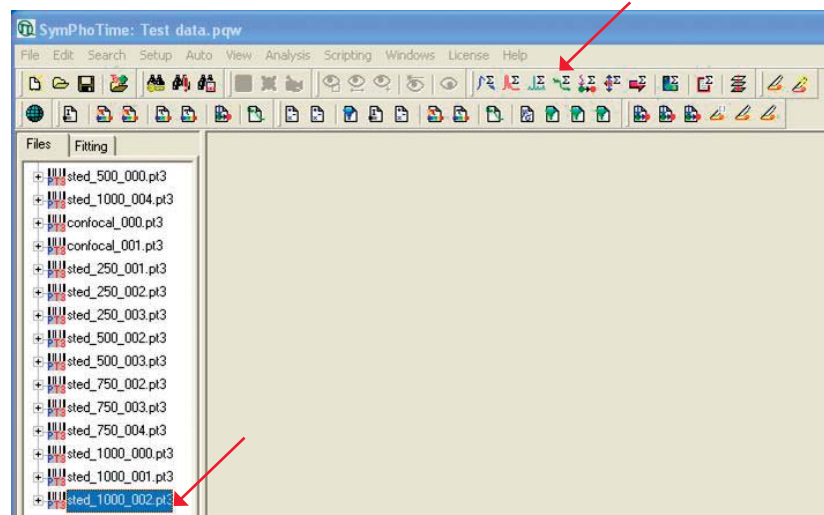 SymPhoTime: Test data.pqw
File Edit Search Setup Auto View Analysis Scripting Windows License Help
Files Fitting
sted_500_000.pt3
sted_1000_004.pt3
confocal_000.pt3
confocal_001.pt3
sted_250_001.pt3
sted_250_002.pt3
sted_250_003.pt3
sted_500_002.pt3
sted_500_003.pt3
sted_750_002.pt3
sted_750_003.pt3
sted_750_004.pt3
sted_1000_000.pt3
sted_1000_001.pt3
sted_1000_002.pt3